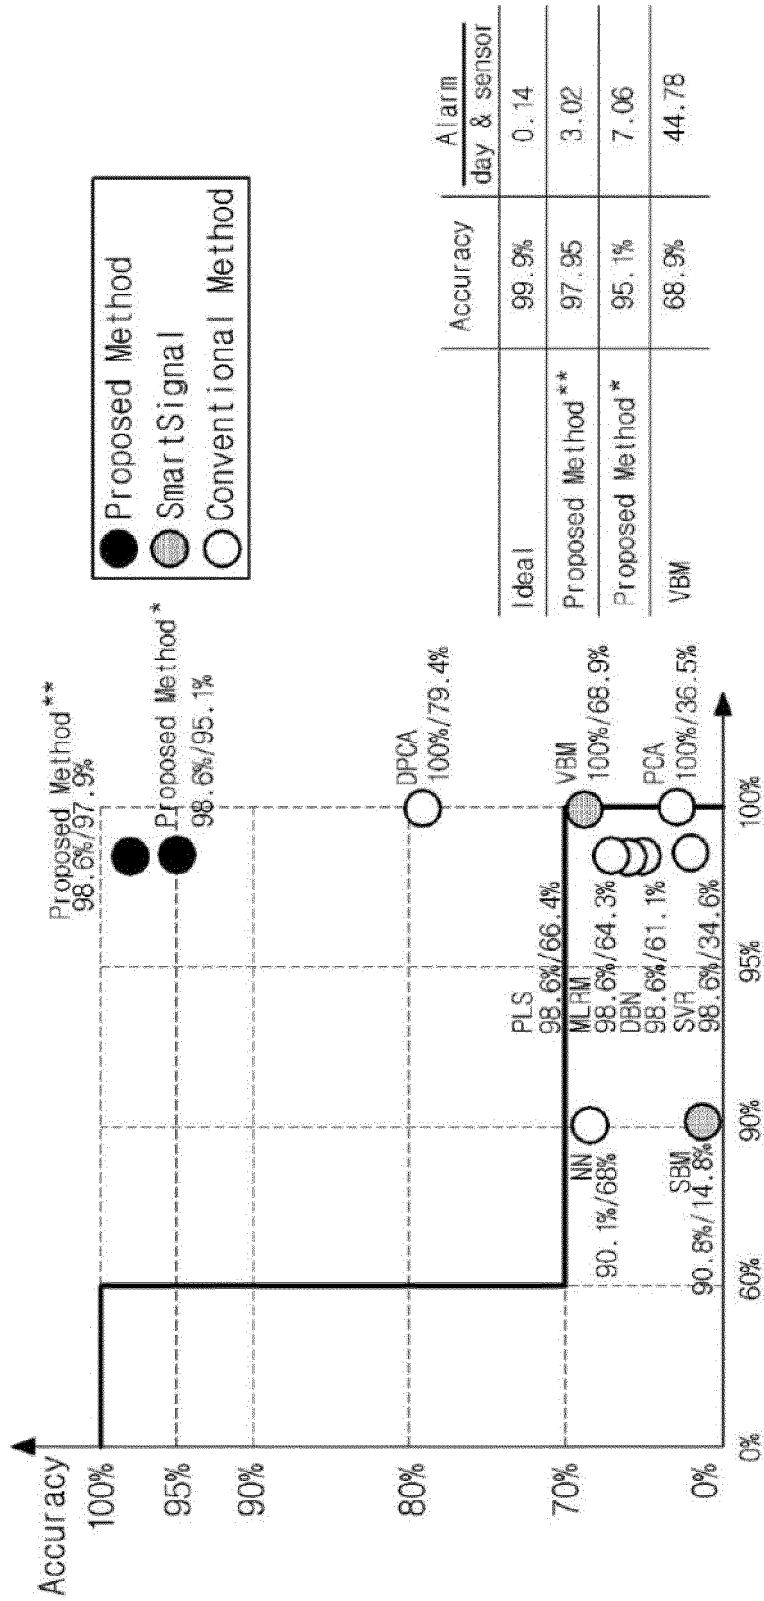 Accuracy
100%
95%
90%
80%
70%
0%
0%
60%
90%
95%
100%
Proposed Method**
98.6%/97.9%
Proposed Method*
98.6%/95.1%
DPCA
100%/79.4%
VBM
100%/68.9%
PCA
100%/36.5%
PLS
98.6%/66.4%
MLRM
98.6%/64.3%
DBN
98.6%/61.1%
SVR
98.6%/34.6%
NN
90.1%/68%
SBM
90.8%/14.8%
Proposed Method
SmartSignal
Conventional Method
Accuracy Alarm
day & sensor
Ideal 99.9% 0.14
Proposed Method** 97.95 3.02
Proposed Method* 95.1% 7.06
VBM 68.9% 44.78